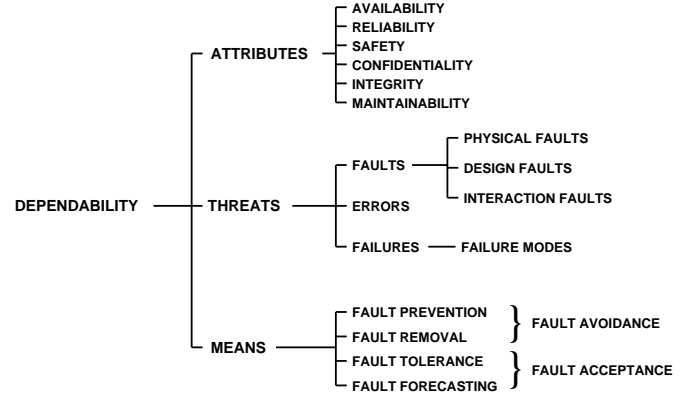 DEPENDABILITY
ATTRIBUTES
AVAILABILITY
RELIABILITY
SAFETY
CONFIDENTIALITY
INTEGRITY
MAINTAINABILITY
THREATS
FAULTS
PHYSICAL FAULTS
DESIGN FAULTS
INTERACTION FAULTS
ERRORS
FAILURES
FAILURE MODES
MEANS
FAULT PREVENTION
FAULT REMOVAL
FAULT AVOIDANCE
FAULT TOLERANCE
FAULT FORECASTING
FAULT ACCEPTANCE